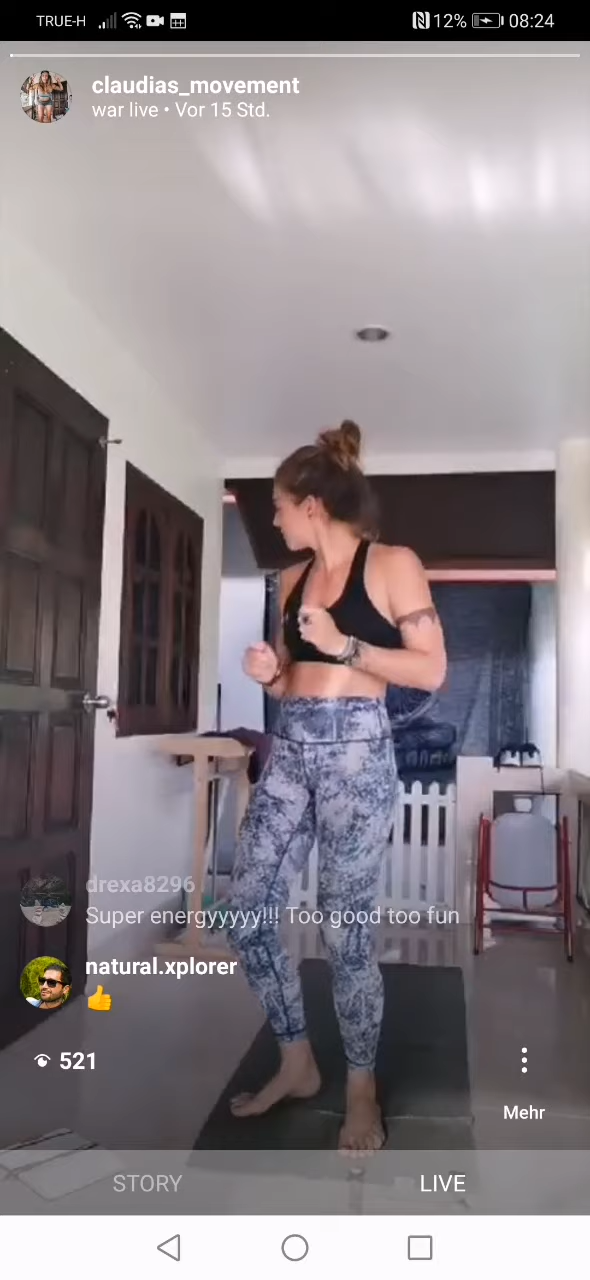 TRUE-H 12% 08:24
claudias_movement
war live • Vor 15 Std.
drexa8296
Super energyyyyy!!! Too good too fun
natural.xplorer
👍
521
Mehr
STORY LIVE